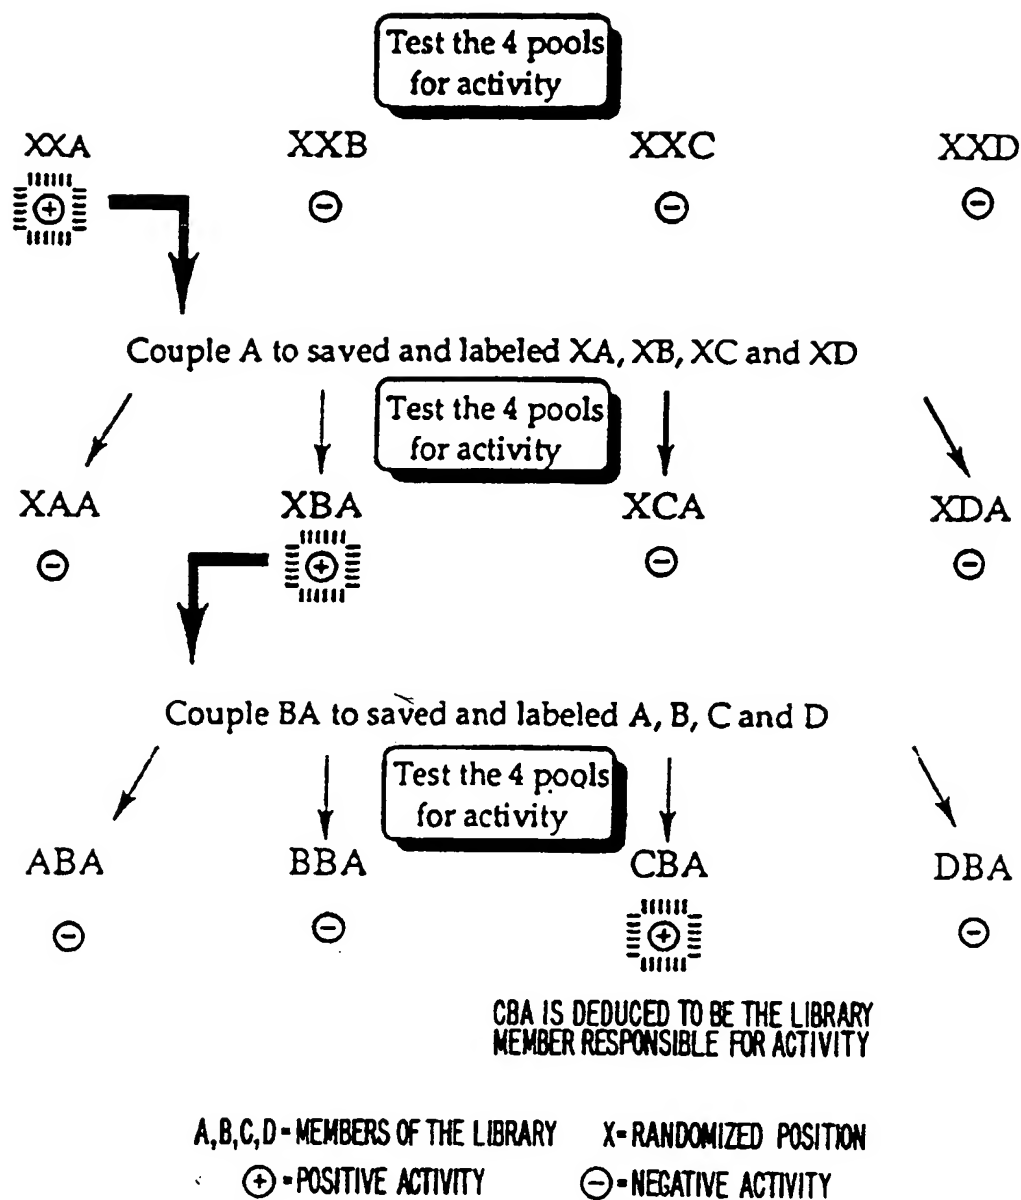 Test the 4 pools
for activity
XXA XXB XXC XXD
⊕ ⊖ ⊖ ⊖
Couple A to saved and labeled XA, XB, XC and XD
Test the 4 pools
for activity
XAA XBA XCA XDA
⊖ ⊕ ⊖ ⊖
Couple BA to saved and labeled A, B, C and D
Test the 4 pools
for activity
ABA BBA CBA DBA
⊖ ⊖ ⊕ ⊖
CBA IS DEDUCED TO BE THE LIBRARY
MEMBER RESPONSIBLE FOR ACTIVITY
A,B,C,D=MEMBERS OF THE LIBRARY X=RANDOMIZED POSITION
⊕=POSITIVE ACTIVITY ⊖=NEGATIVE ACTIVITY